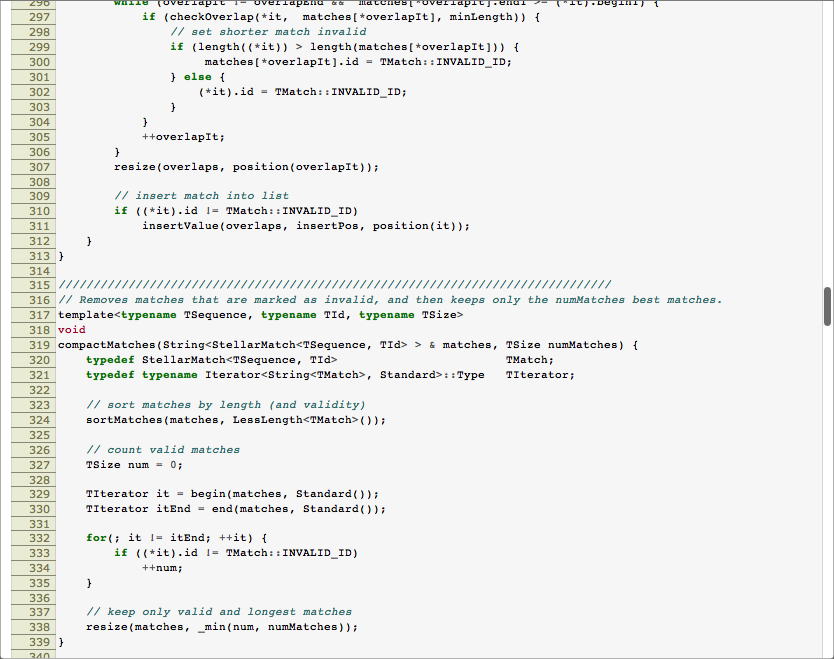 296         while (overlapIt != overlapEnd && matches[*overlapIt].end1 >= (*it).begin1) {
297             if (checkOverlap(*it,  matches[*overlapIt], minLength)) {
298                 // set shorter match invalid
299                 if (length((*it)) > length(matches[*overlapIt])) {
300                      matches[*overlapIt].id = TMatch::INVALID_ID;
301                 } else {
302                     (*it).id = TMatch::INVALID_ID;
303                 }
304             }
305             ++overlapIt;
306         }
307         resize(overlaps, position(overlapIt));
308
309         // insert match into list
310         if ((*it).id != TMatch::INVALID_ID)
311             insertValue(overlaps, insertPos, position(it));
312     }
313 }
314
315 ///////////////////////////////////////////////////////////////////////////////
316 // Removes matches that are marked as invalid, and then keeps only the numMatches best matches.
317 template<typename TSequence, typename TId, typename TSize>
318 void
319 compactMatches(String<StellarMatch<TSequence, TId> > & matches, TSize numMatches) {
320     typedef StellarMatch<TSequence, TId>                        TMatch;
321     typedef typename Iterator<String<TMatch>, Standard>::Type   TIterator;
322
323     // sort matches by length (and validity)
324     sortMatches(matches, LessLength<TMatch>());
325
326     // count valid matches
327     TSize num = 0;
328
329     TIterator it = begin(matches, Standard());
330     TIterator itEnd = end(matches, Standard());
331
332     for(; it != itEnd; ++it) {
333         if ((*it).id != TMatch::INVALID_ID)
334             ++num;
335     }
336
337     // keep only valid and longest matches
338     resize(matches, _min(num, numMatches));
339 }
340